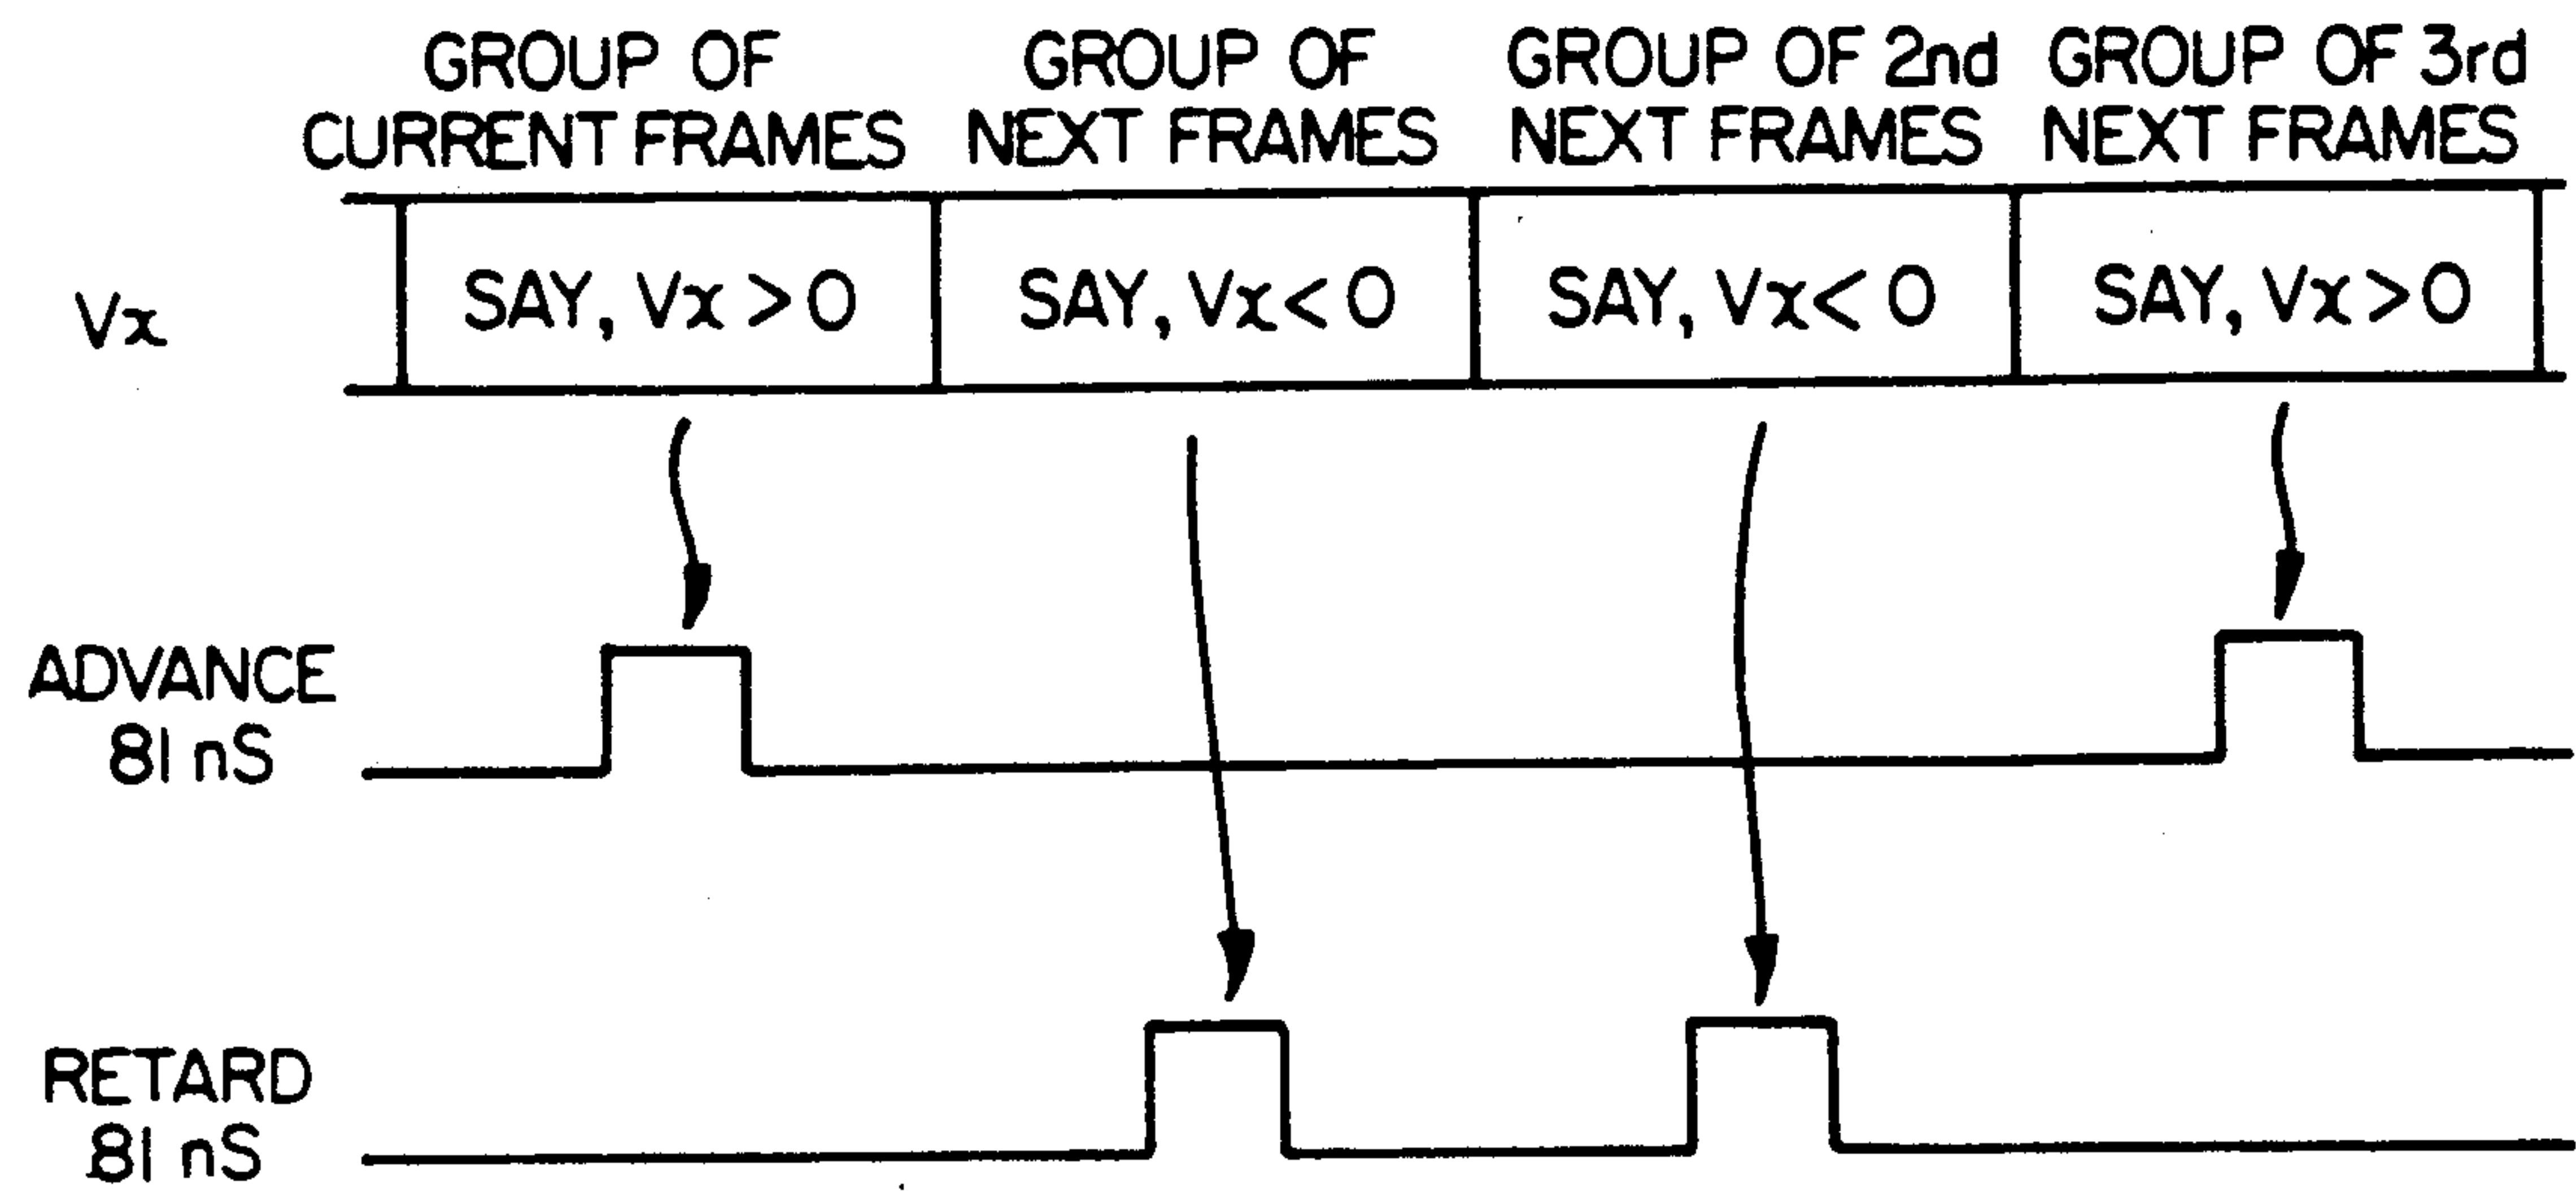 GROUP OF
CURRENT FRAMES
GROUP OF
NEXT FRAMES
GROUP OF 2nd
NEXT FRAMES
GROUP OF 3rd
NEXT FRAMES
Vx
SAY, Vx > 0
SAY, Vx < 0
SAY, Vx < 0
SAY, Vx > 0
ADVANCE
81 nS
RETARD
81 nS